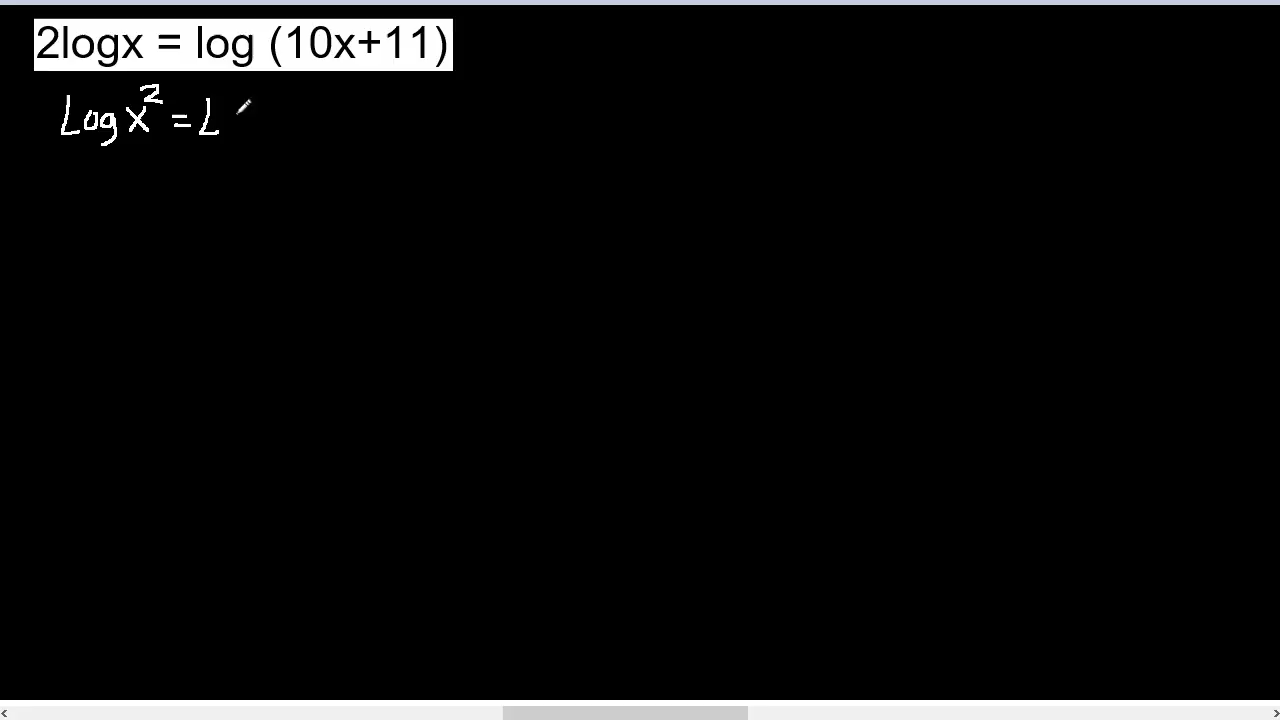 2logx = log (10x+11)
Log x² = L